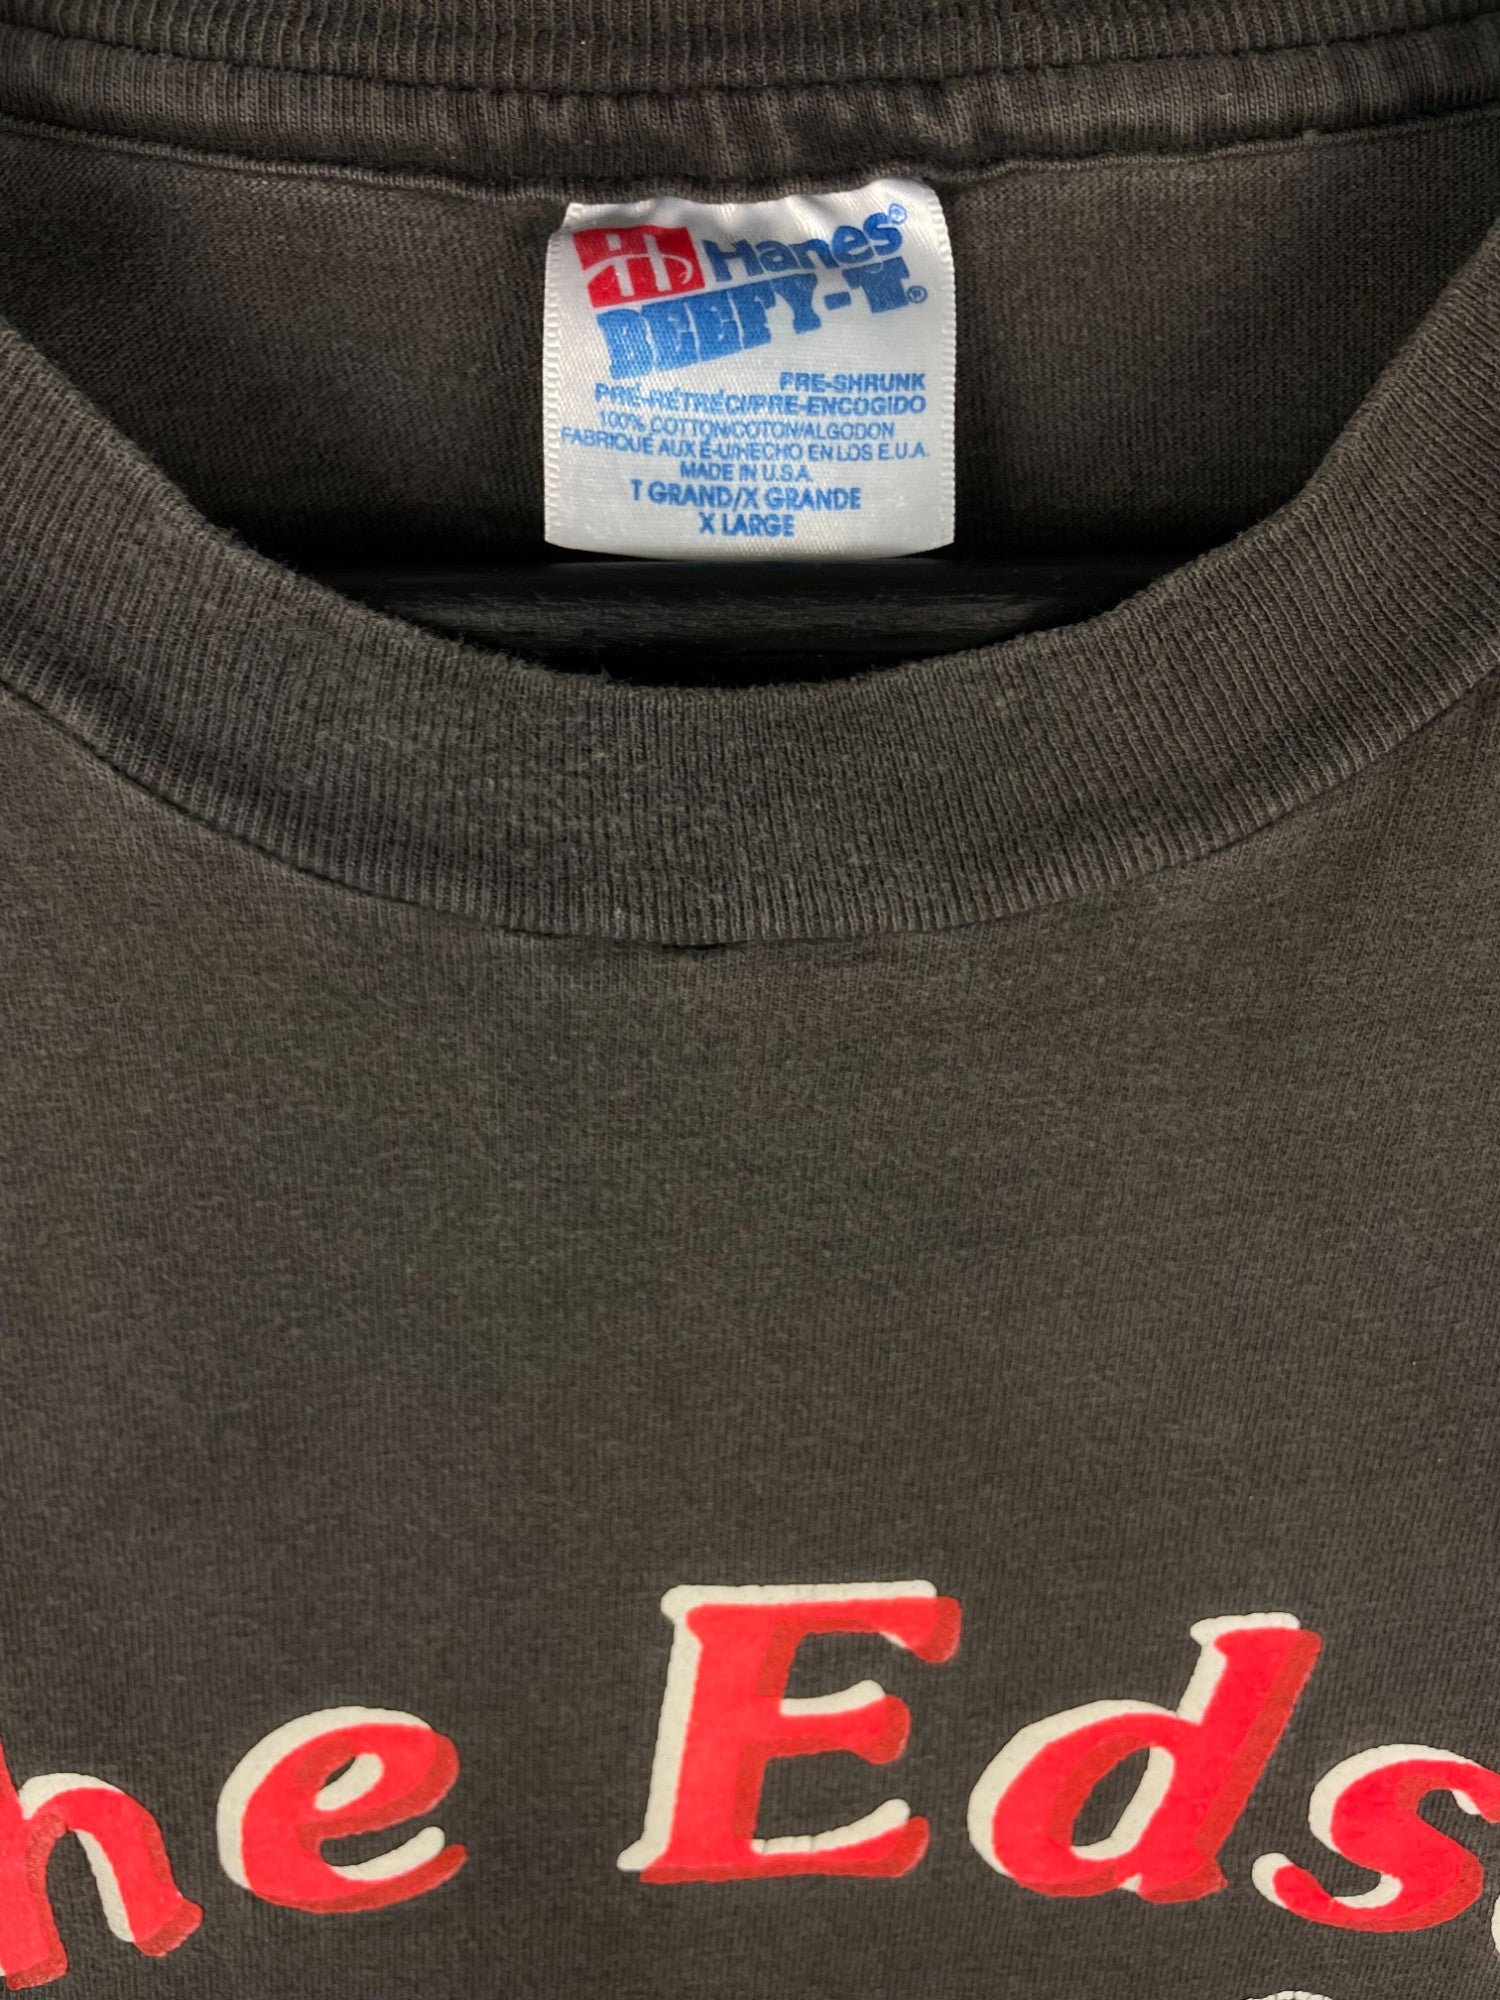 Hanes®
BEEFY-T®
PRE-SHRUNK
PRÉ-RÉTRÉCI/PRE-ENCOGIDO
100% COTTON/COTON/ALGODON
FABRIQUÉ AUX É-U/HECHO EN LOS E.U.A.
MADE IN U.S.A.
T GRAND/X GRANDE
X LARGE
he Eds